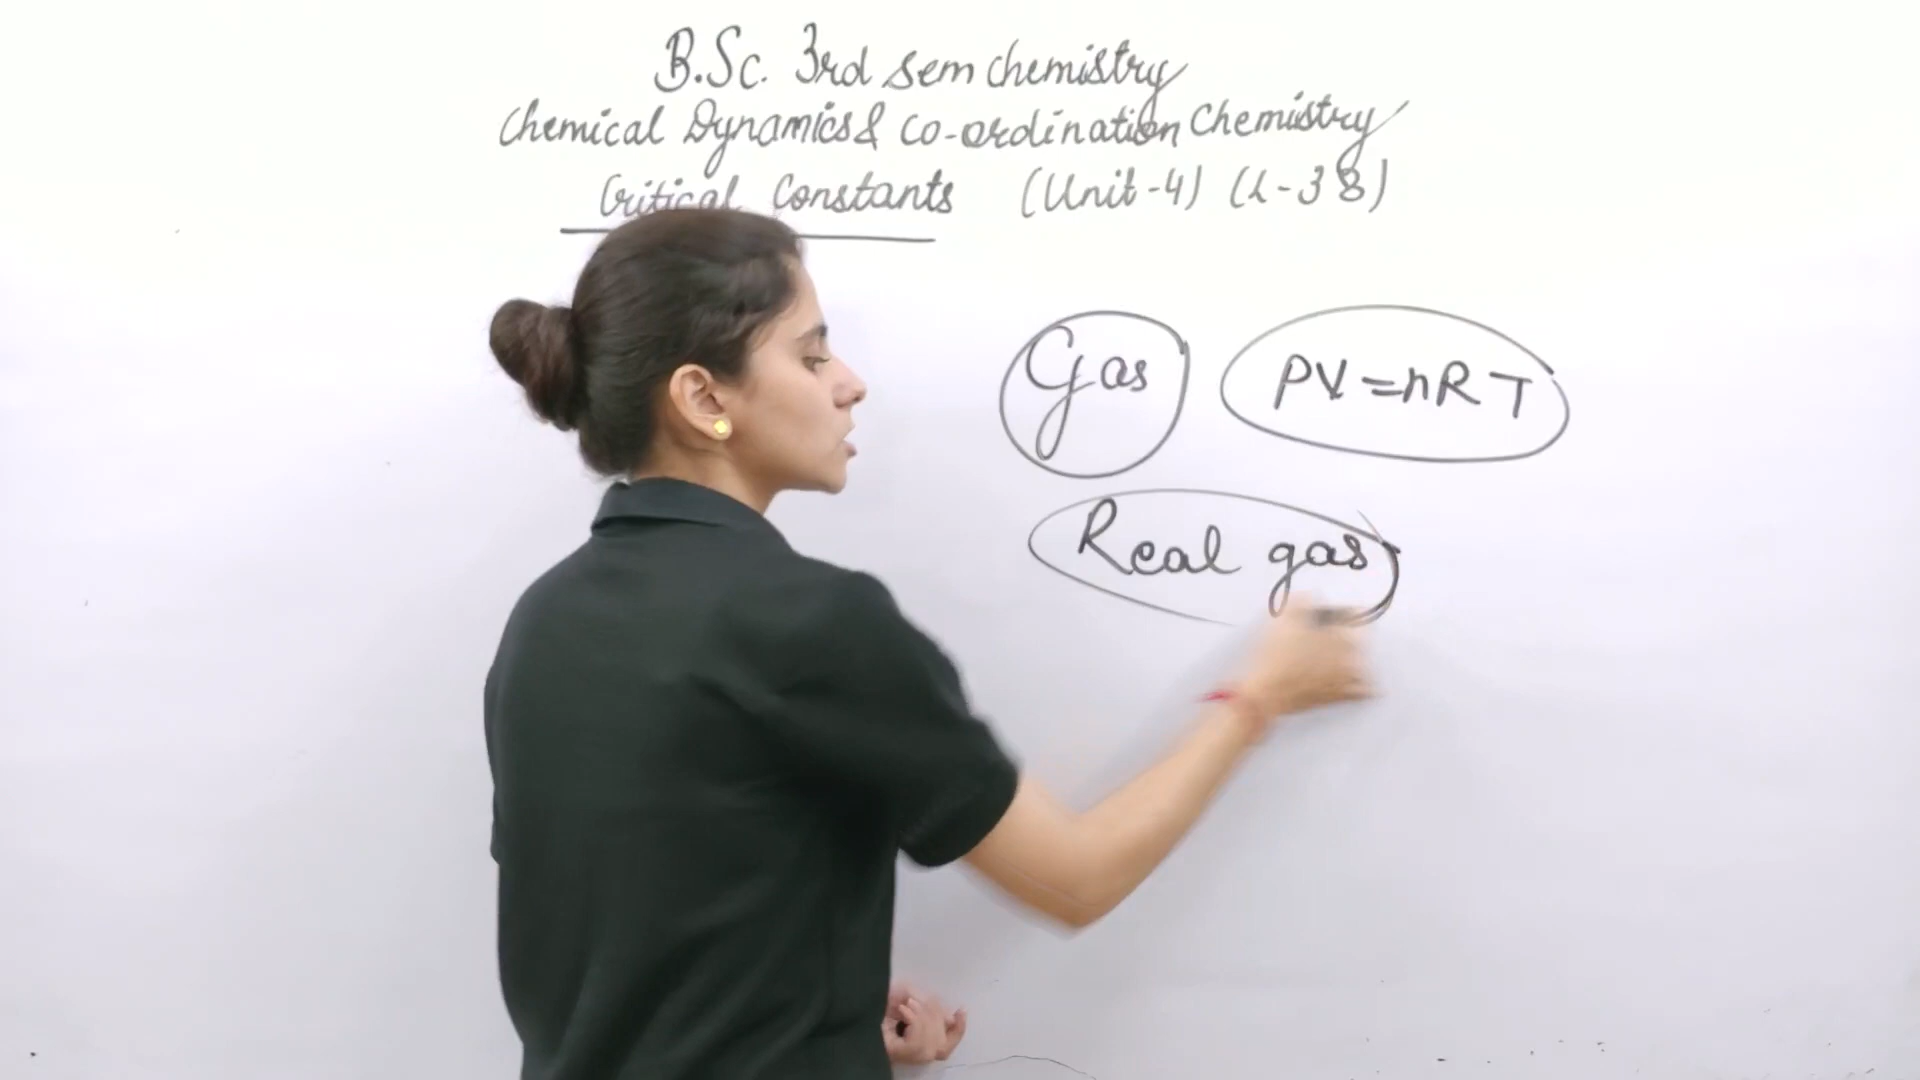 B.Sc. 3rd sem chemistry
Chemical Dynamics & Co-ordination Chemistry
Critical Constants (Unit-4) (L-38)
Gas PV=nRT
Real gas